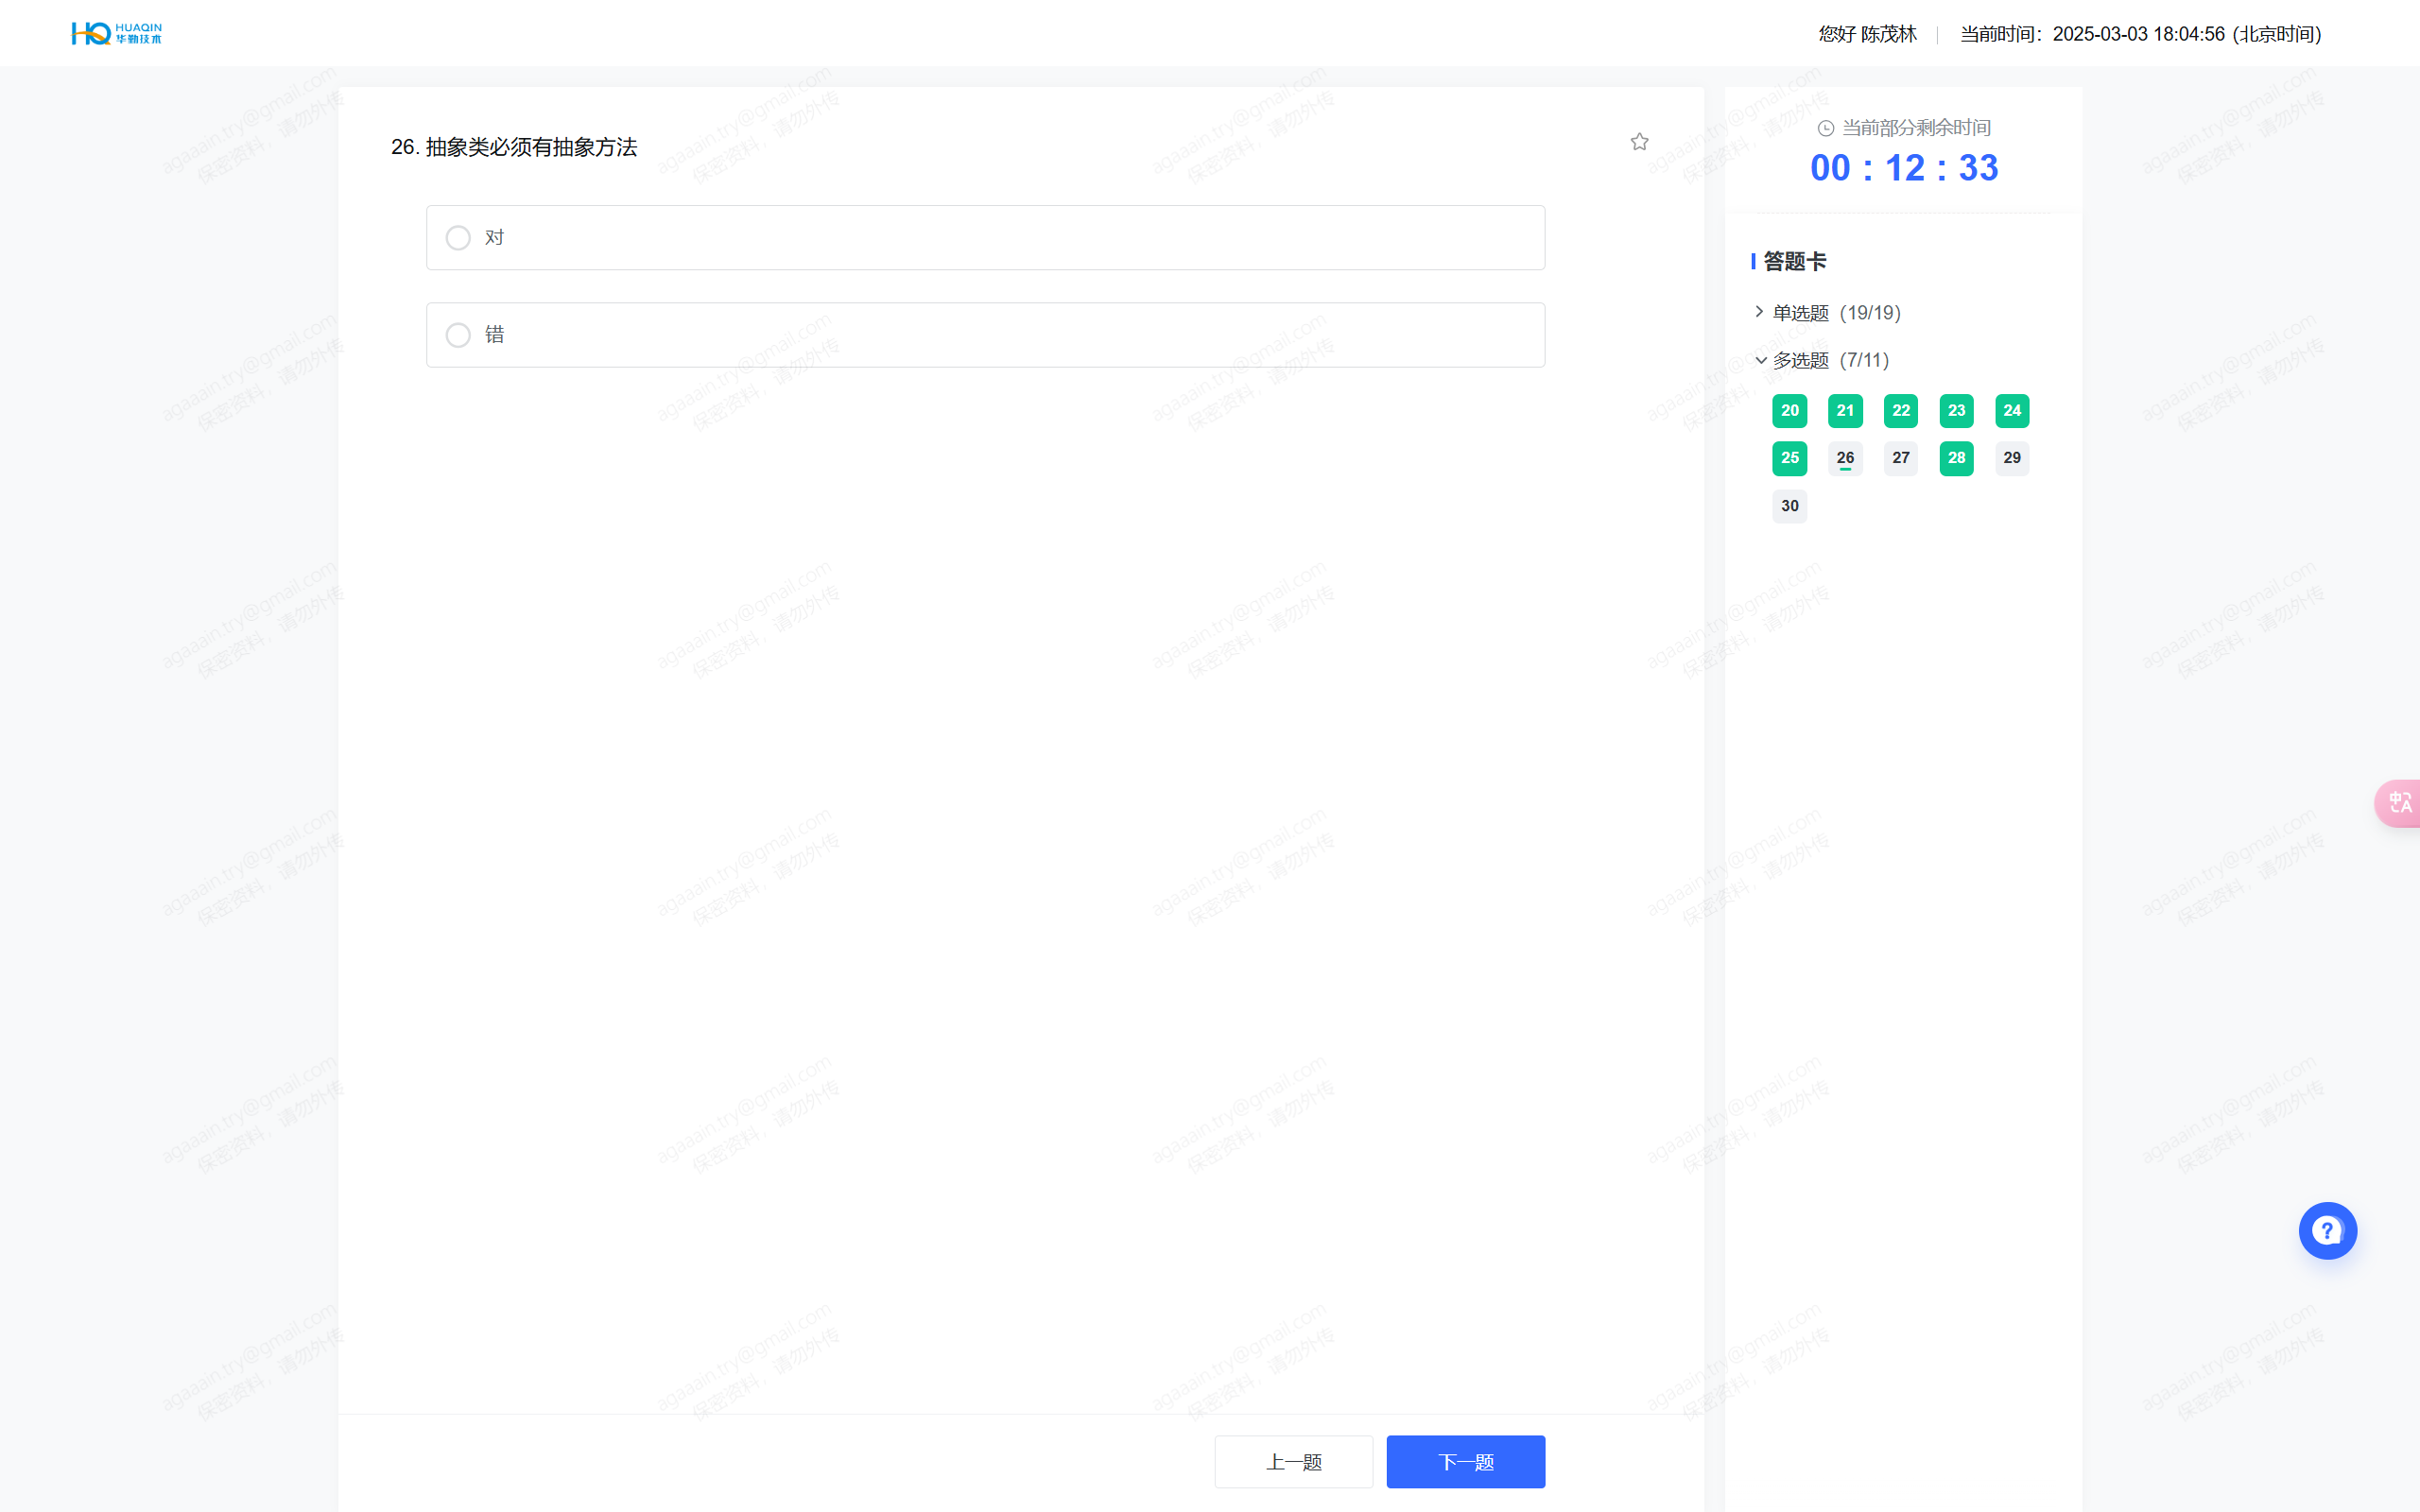 HQ HUAQIN 华勤技术
您好 陈茂林 当前时间：2025-03-03 18:04:56 (北京时间)
26. 抽象类必须有抽象方法
对
错
上一题
下一题
当前部分剩余时间
00 : 12 : 33
答题卡
单选题（19/19）
多选题（7/11）
20 21 22 23 24
25 26 27 28 29
30
中A
?
agaaain.try@gmail.com
保密资料，请勿外传